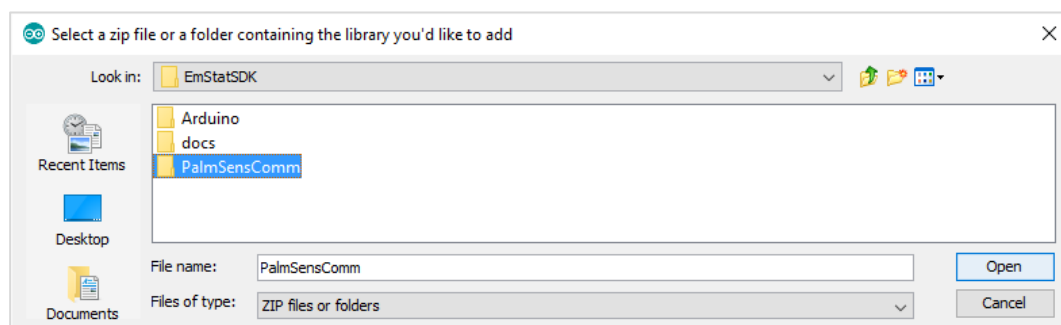 Select a zip file or a folder containing the library you'd like to add
Look in: EmStatSDK
Arduino
docs
PalmSensComm
Recent Items
Desktop
Documents
File name: PalmSensComm Open
Files of type: ZIP files or folders Cancel